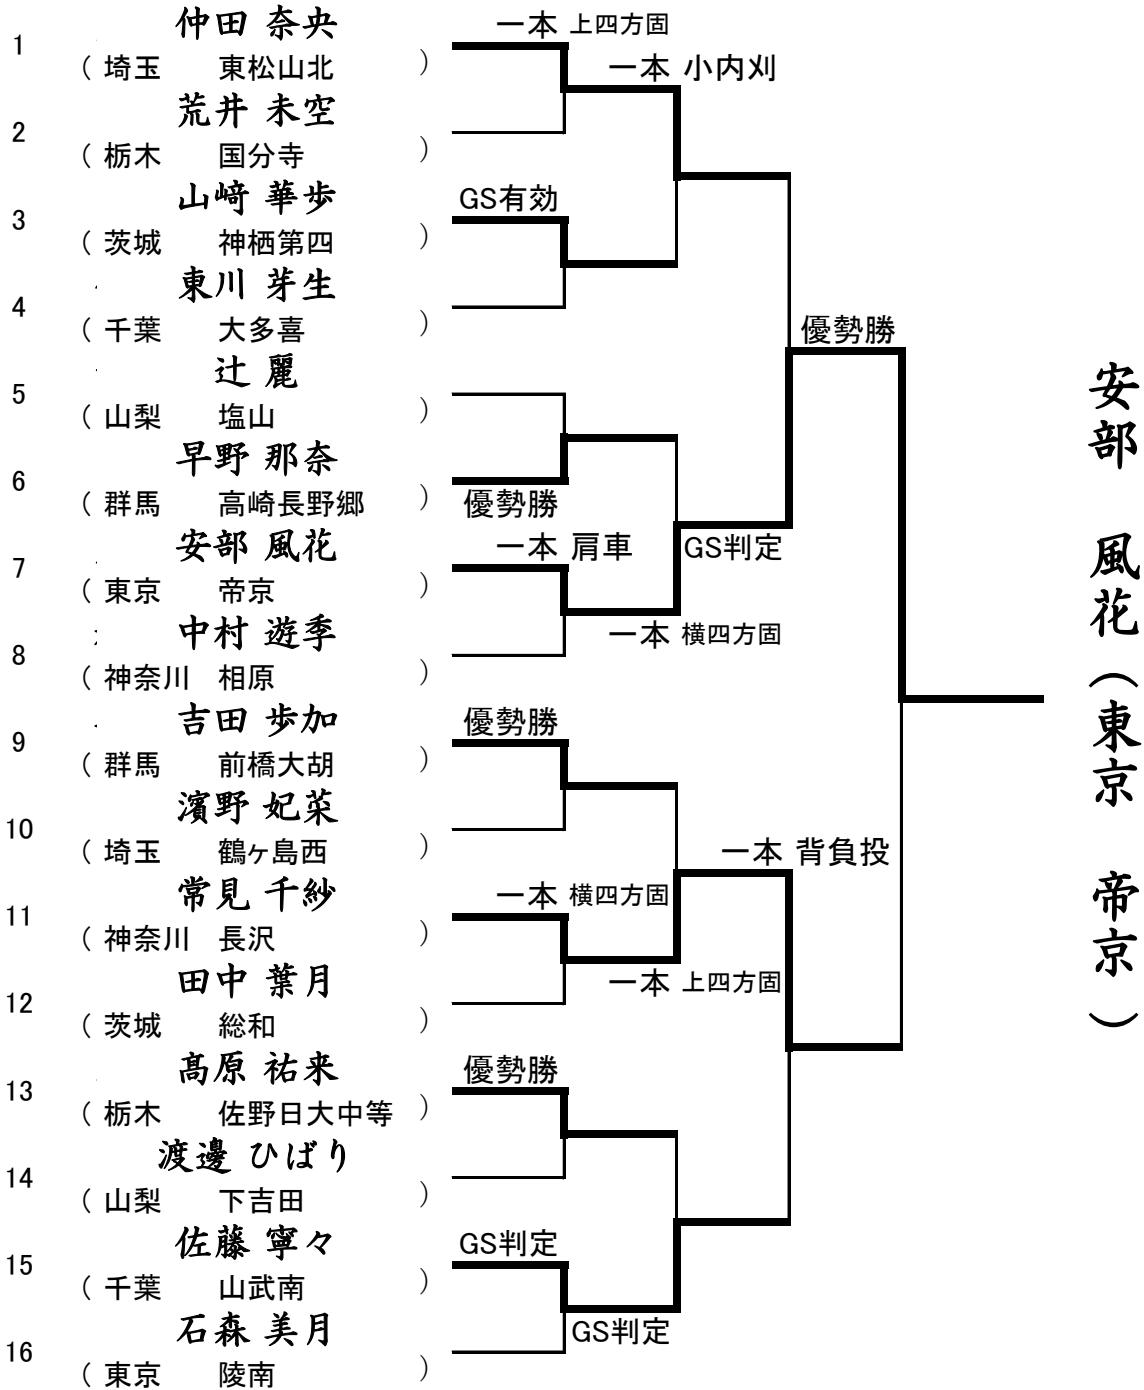 仲田 奈央
一本 上四方固
1
( 埼玉 東松山北 )
一本 小内刈
荒井 未空
2
( 栃木 国分寺 )
山﨑 華歩
GS有効
3
( 茨城 神栖第四 )
東川 芽生
4
( 千葉 大多喜 )
優勢勝
辻 麗
5
( 山梨 塩山 )
早野 那奈
6
( 群馬 高崎長野郷 )
優勢勝
安部 風花
一本 肩車
GS判定
7
( 東京 帝京 )
中村 遊季
一本 横四方固
8
( 神奈川 相原 )
吉田 歩加
優勢勝
9
( 群馬 前橋大胡 )
濱野 妃菜
10
( 埼玉 鶴ヶ島西 )
一本 背負投
常見 千紗
一本 横四方固
11
( 神奈川 長沢 )
田中 葉月
一本 上四方固
12
( 茨城 総和 )
髙原 祐来
優勢勝
13
( 栃木 佐野日大中等 )
渡邊 ひばり
14
( 山梨 下吉田 )
佐藤 寧々
GS判定
15
( 千葉 山武南 )
石森 美月
GS判定
16
( 東京 陵南 )
安部 風花(東京 帝京)